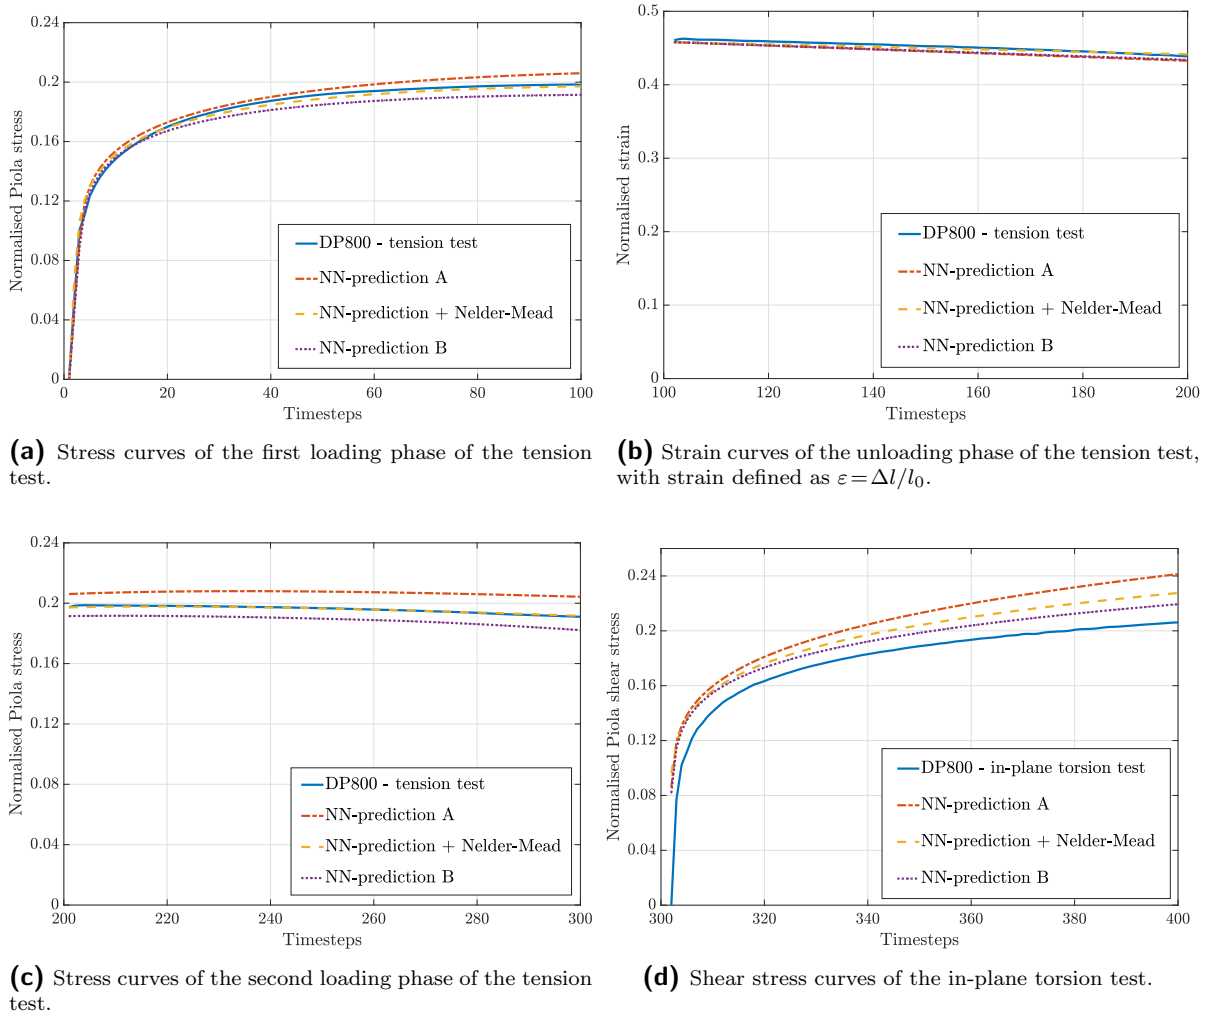 0.24
0.2
0.16
0.12
0.08
0.04
0
Normalised Piola stress
DP800 - tension test
NN-prediction A
NN-prediction + Nelder-Mead
NN-prediction B
0 20 40 60 80 100
Timesteps
(a) Stress curves of the first loading phase of the tension
test.
0.5
0.4
0.3
0.2
0.1
0
Normalised strain
DP800 - tension test
NN-prediction A
NN-prediction + Nelder-Mead
NN-prediction B
100 120 140 160 180 200
Timesteps
(b) Strain curves of the unloading phase of the tension test,
with strain defined as ε=Δl/l₀.
0.24
0.2
0.16
0.12
0.08
0.04
0
Normalised Piola stress
DP800 - tension test
NN-prediction A
NN-prediction + Nelder-Mead
NN-prediction B
200 220 240 260 280 300
Timesteps
(c) Stress curves of the second loading phase of the tension
test.
0.24
0.2
0.16
0.12
0.08
0.04
0
Normalised Piola shear stress
DP800 - in-plane torsion test
NN-prediction A
NN-prediction + Nelder-Mead
NN-prediction B
300 320 340 360 380 400
Timesteps
(d) Shear stress curves of the in-plane torsion test.